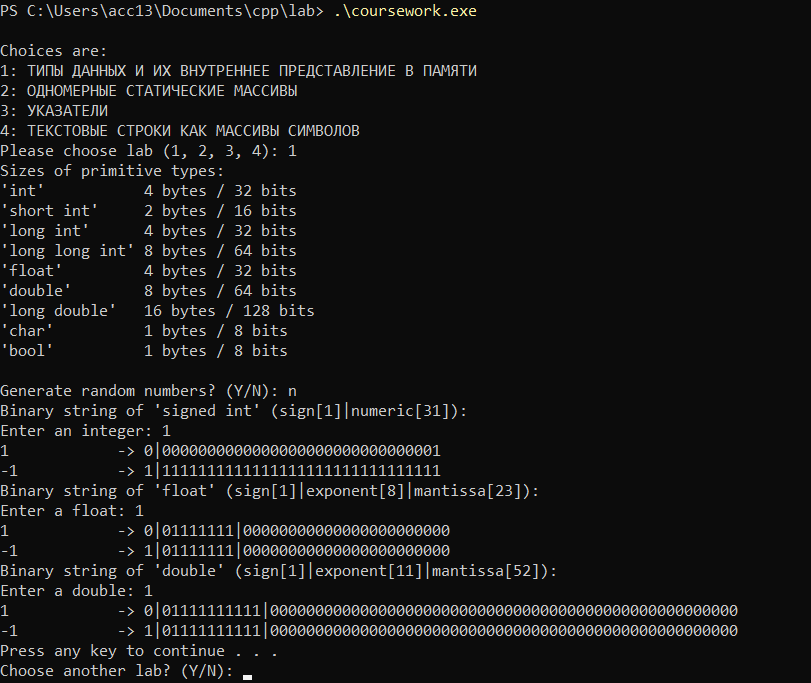 PS C:\Users\acc13\Documents\cpp\lab> .\coursework.exe
Choices are:
1: ТИПЫ ДАННЫХ И ИХ ВНУТРЕННЕЕ ПРЕДСТАВЛЕНИЕ В ПАМЯТИ
2: ОДНОМЕРНЫЕ СТАТИЧЕСКИЕ МАССИВЫ
3: УКАЗАТЕЛИ
4: ТЕКСТОВЫЕ СТРОКИ КАК МАССИВЫ СИМВОЛОВ
Please choose lab (1, 2, 3, 4): 1
Sizes of primitive types:
'int'           4 bytes / 32 bits
'short int'     2 bytes / 16 bits
'long int'      4 bytes / 32 bits
'long long int' 8 bytes / 64 bits
'float'         4 bytes / 32 bits
'double'        8 bytes / 64 bits
'long double'   16 bytes / 128 bits
'char'          1 bytes / 8 bits
'bool'          1 bytes / 8 bits
Generate random numbers? (Y/N): n
Binary string of 'signed int' (sign[1]|numeric[31]):
Enter an integer: 1
1            -> 0|0000000000000000000000000000001
-1           -> 1|1111111111111111111111111111111
Binary string of 'float' (sign[1]|exponent[8]|mantissa[23]):
Enter a float: 1
1            -> 0|01111111|00000000000000000000000
-1           -> 1|01111111|00000000000000000000000
Binary string of 'double' (sign[1]|exponent[11]|mantissa[52]):
Enter a double: 1
1            -> 0|01111111111|0000000000000000000000000000000000000000000000000000
-1           -> 1|01111111111|0000000000000000000000000000000000000000000000000000
Press any key to continue . . .
Choose another lab? (Y/N):